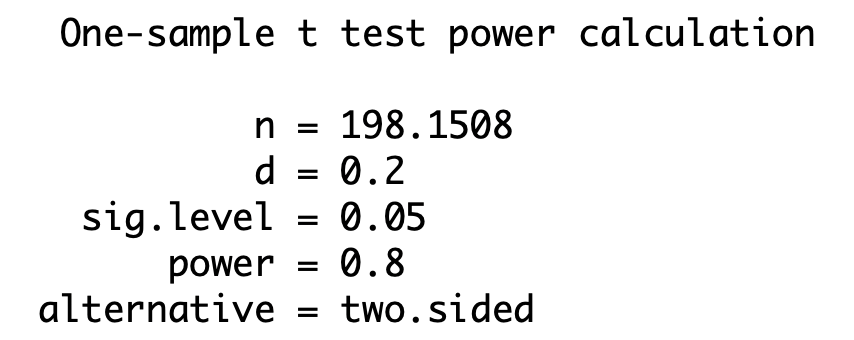 One-sample t test power calculation
n = 198.1508
d = 0.2
sig.level = 0.05
power = 0.8
alternative = two.sided